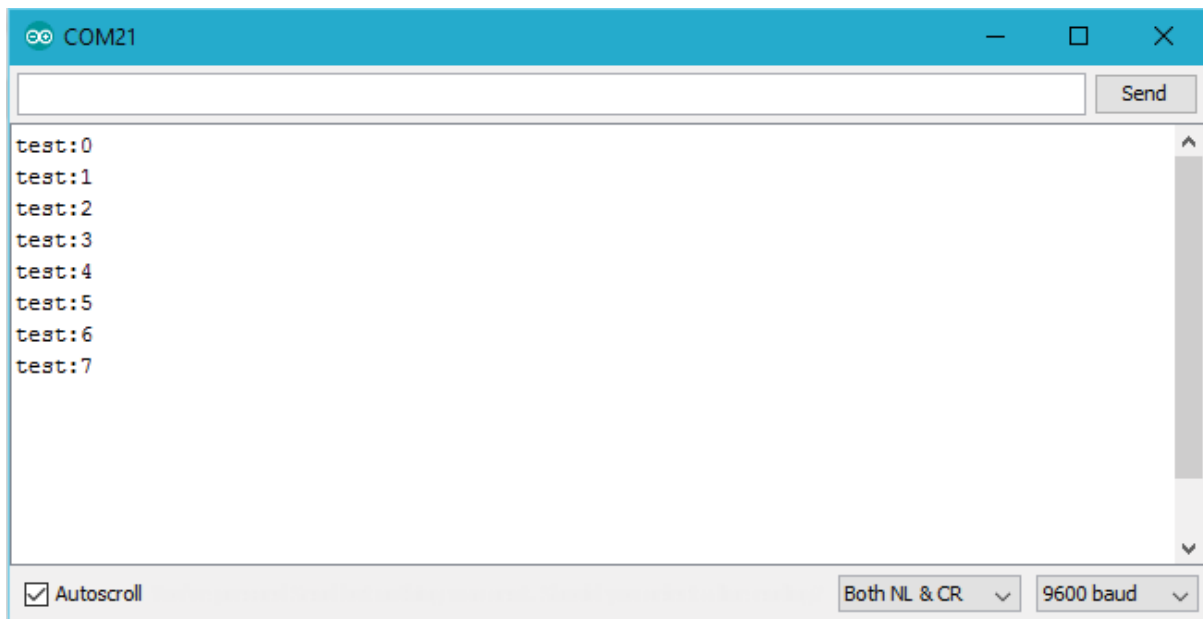 COM21
Send
test:0
test:1
test:2
test:3
test:4
test:5
test:6
test:7
Autoscroll Both NL & CR 9600 baud